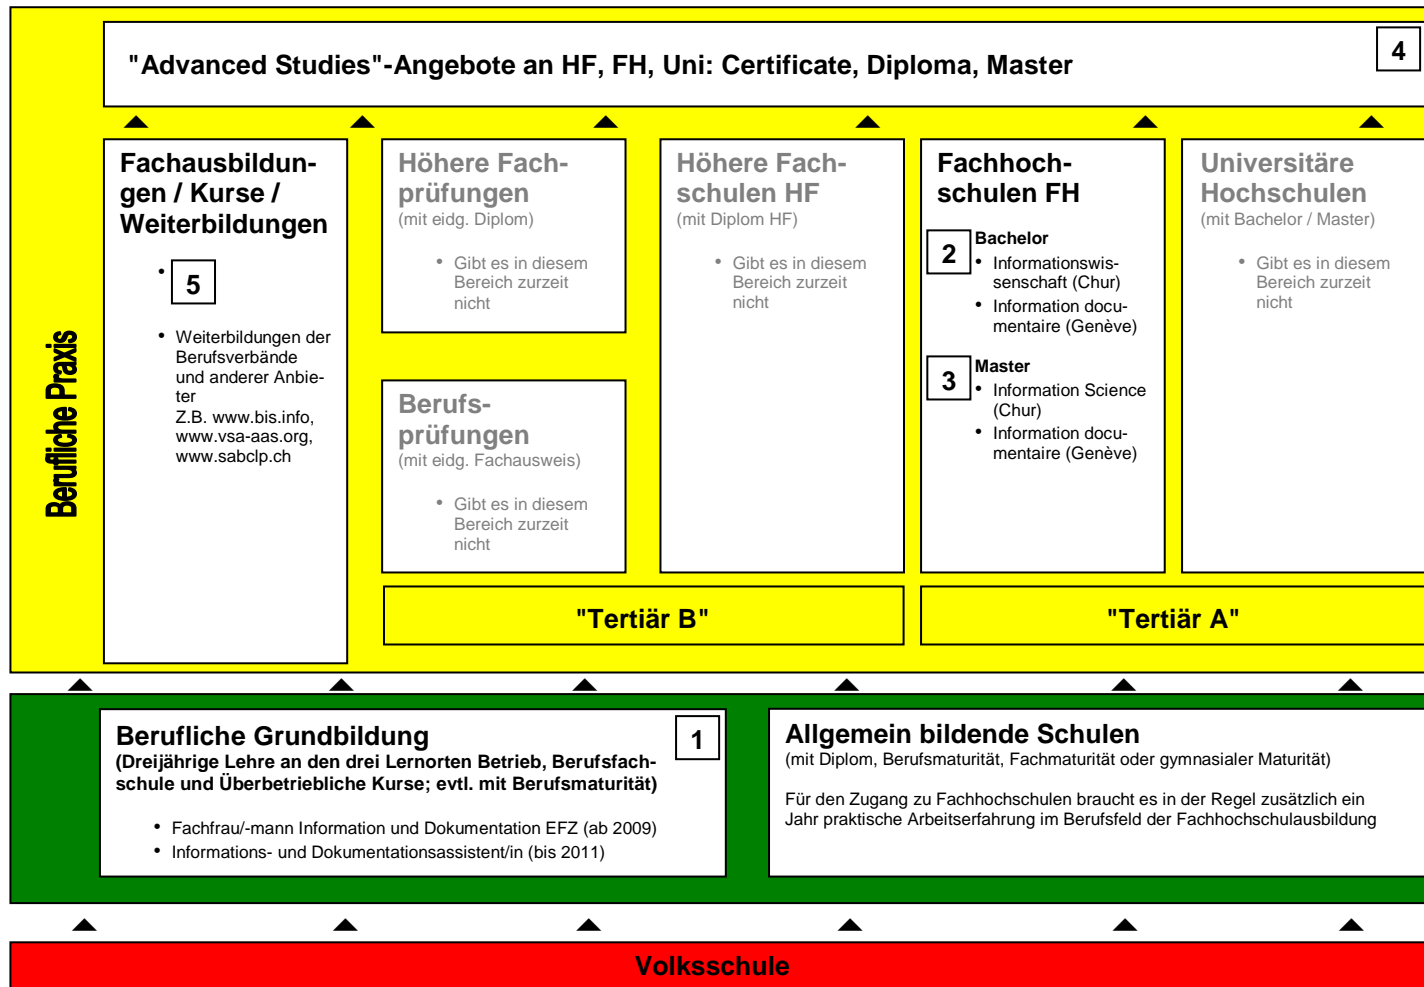 "Advanced Studies"-Angebote an HF, FH, Uni: Certificate, Diploma, Master
4
Berufliche Praxis
Fachausbildun-
gen / Kurse /
Weiterbildungen
• 5
• Weiterbildungen der
Berufsverbände
und anderer Anbie-
ter
Z.B. www.bis.info,
www.vsa-aas.org,
www.sabclp.ch
Höhere Fach-
prüfungen
(mit eidg. Diplom)
• Gibt es in diesem
Bereich zurzeit
nicht
Berufs-
prüfungen
(mit eidg. Fachausweis)
• Gibt es in diesem
Bereich zurzeit
nicht
Höhere Fach-
schulen HF
(mit Diplom HF)
• Gibt es in diesem
Bereich zurzeit
nicht
"Tertiär B"
Fachhoch-
schulen FH
2
Bachelor
• Informationswis-
senschaft (Chur)
• Information docu-
mentaire (Genève)
3
Master
• Information Science
(Chur)
• Information docu-
mentaire (Genève)
Universitäre
Hochschulen
(mit Bachelor / Master)
• Gibt es in diesem
Bereich zurzeit
nicht
"Tertiär A"
Berufliche Grundbildung
1
(Dreijährige Lehre an den drei Lernorten Betrieb, Berufsfach-
schule und Überbetriebliche Kurse; evtl. mit Berufsmaturität)
• Fachfrau/-mann Information und Dokumentation EFZ (ab 2009)
• Informations- und Dokumentationsassistent/in (bis 2011)
Allgemein bildende Schulen
(mit Diplom, Berufsmaturität, Fachmaturität oder gymnasialer Maturität)
Für den Zugang zu Fachhochschulen braucht es in der Regel zusätzlich ein
Jahr praktische Arbeitserfahrung im Berufsfeld der Fachhochschulausbildung
Volksschule